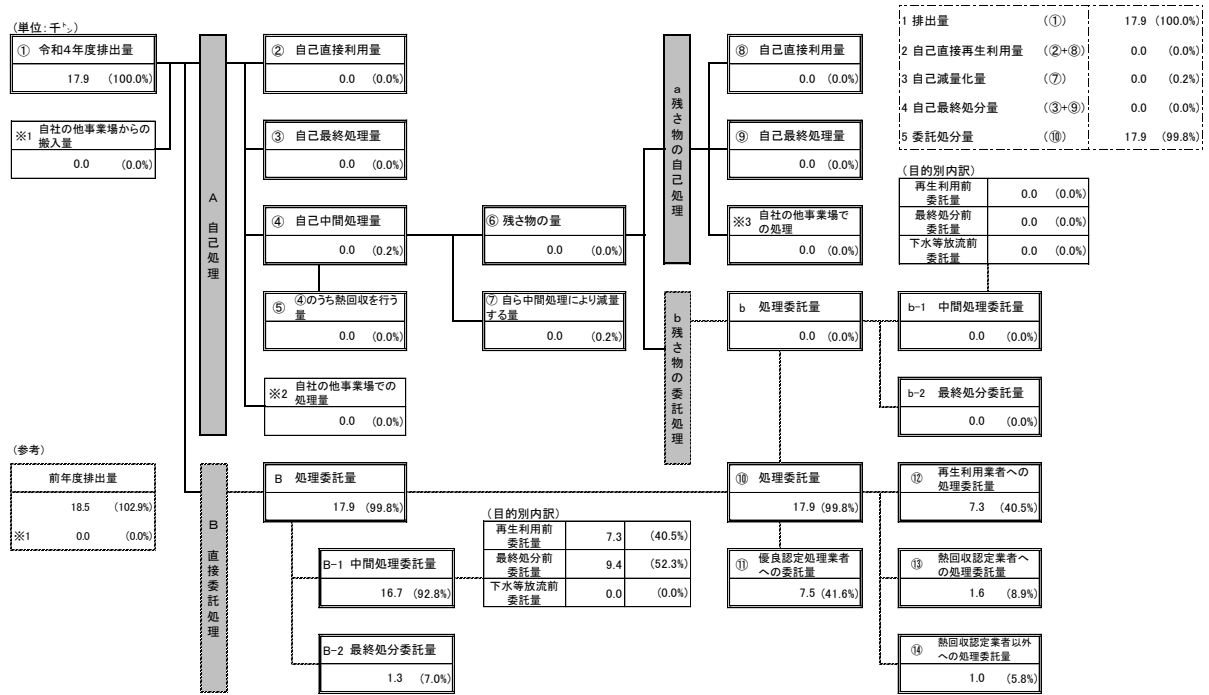 （単位：千㌧）
① 令和4年度排出量
17.9 (100.0%)
※1 自社の他事業場からの
搬入量
0.0 (0.0%)
A 自己処理
② 自己直接利用量
0.0 (0.0%)
③ 自己最終処理量
0.0 (0.0%)
④ 自己中間処理量
0.0 (0.2%)
⑤ ④のうち熱回収を行う
量
0.0 (0.0%)
※2 自社の他事業場での
処理量
0.0 (0.0%)
⑥ 残さ物の量
0.0 (0.0%)
⑦ 自ら中間処理により減量
する量
0.0 (0.2%)
a 残さ物の自己処理
⑧ 自己直接利用量
0.0 (0.0%)
⑨ 自己最終処理量
0.0 (0.0%)
※3 自社の他事業場で
の処理
0.0 (0.0%)
b 残さ物の委託処理
b 処理委託量
0.0 (0.0%)
b-1 中間処理委託量
0.0 (0.0%)
b-2 最終処分委託量
0.0 (0.0%)
1 排出量 (①) 17.9 (100.0%)
2 自己直接再生利用量 (②+⑧) 0.0 (0.0%)
3 自己減量化量 (⑦) 0.0 (0.2%)
4 自己最終処分量 (③+⑨) 0.0 (0.0%)
5 委託処分量 (⑩) 17.9 (99.8%)
（目的別内訳）
再生利用前
委託量 0.0 (0.0%)
最終処分前
委託量 0.0 (0.0%)
下水等放流前
委託量 0.0 (0.0%)
（参考）
前年度排出量
18.5 (102.9%)
※1 0.0 (0.0%)
B 直接委託処理
B 処理委託量
17.9 (99.8%)
B-1 中間処理委託量
16.7 (92.8%)
B-2 最終処分委託量
1.3 (7.0%)
（目的別内訳）
再生利用前
委託量 7.3 (40.5%)
最終処分前
委託量 9.4 (52.3%)
下水等放流前
委託量 0.0 (0.0%)
⑩ 処理委託量
17.9 (99.8%)
⑪ 優良認定処理業者
への委託量
7.5 (41.6%)
⑫ 再生利用業者への
処理委託量
7.3 (40.5%)
⑬ 熱回収認定業者へ
の処理委託量
1.6 (8.9%)
⑭ 熱回収認定業者以外
への処理委託量
1.0 (5.8%)